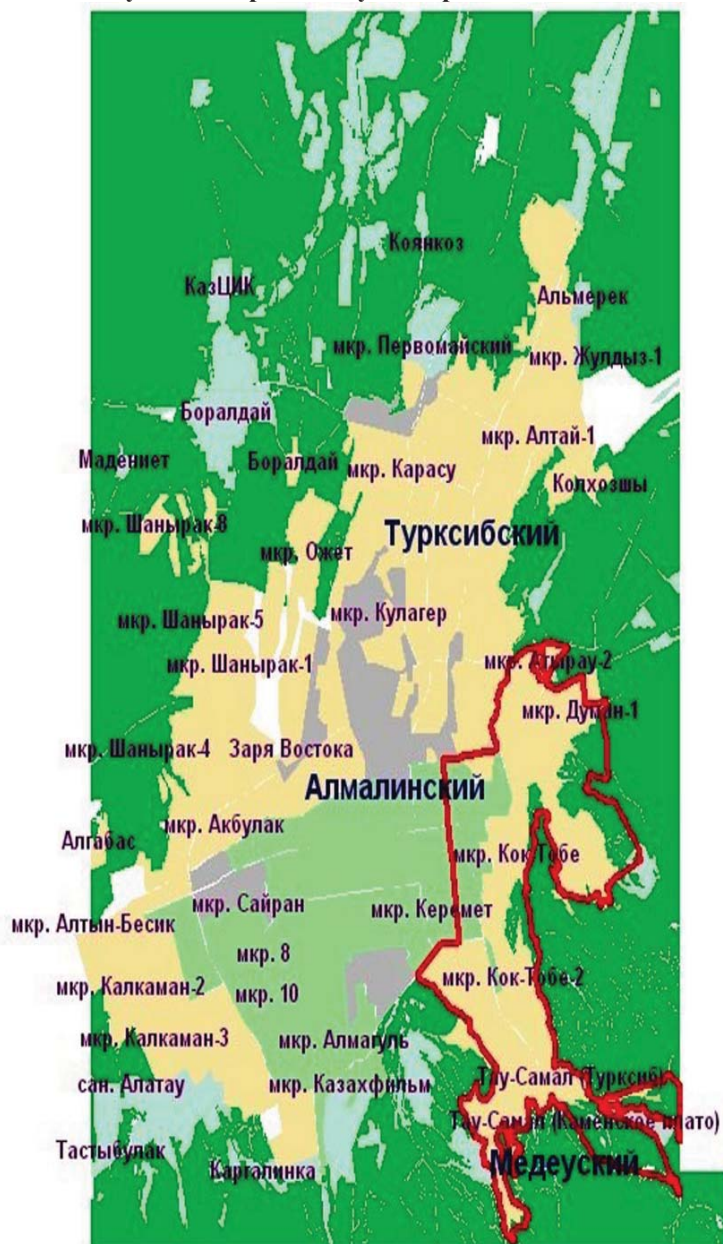 Коянкоз
КазЦИК
Альмерек
мкр. Первомайский
мкр. Жулдыз-1
Боралдай
мкр. Алтай-1
Мадениет
Боралдай
мкр. Карасу
Колхозшы
мкр. Шанырак-8
Турксибский
мкр. Ожет
мкр. Шанырак-5
мкр. Кулагер
мкр. Шанырак-1
мкр. Атырау-2
мкр. Думан-1
мкр. Шанырак-4
Заря Востока
Алмалинский
мкр. Акбулак
Алгабас
мкр. Кок-Тобе
мкр. Сайран
мкр. Керемет
мкр. Алтын-Бесик
мкр. 8
мкр. Кок-Тобе-2
мкр. Калкаман-2
мкр. 10
мкр. Калкаман-3
мкр. Алмагуль
Тау-Самал (Турксиб)
сан. Алатау
мкр. Казахфильм
Тау-Самал (Каменское плато)
Тастыбулак
Каргалинка
Медеуский